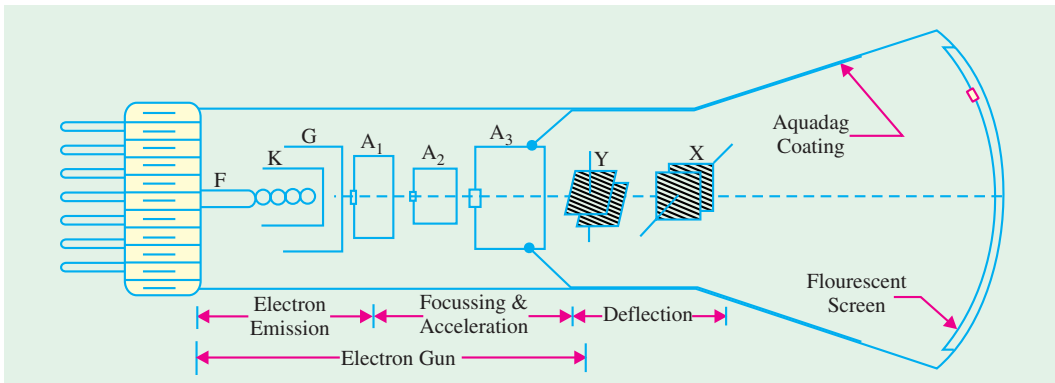 G
A1
A2
A3
K
F
Y
X
Aquadag
Coating
Flourescent
Screen
Electron
Emission
Focussing &
Acceleration
Deflection
Electron Gun